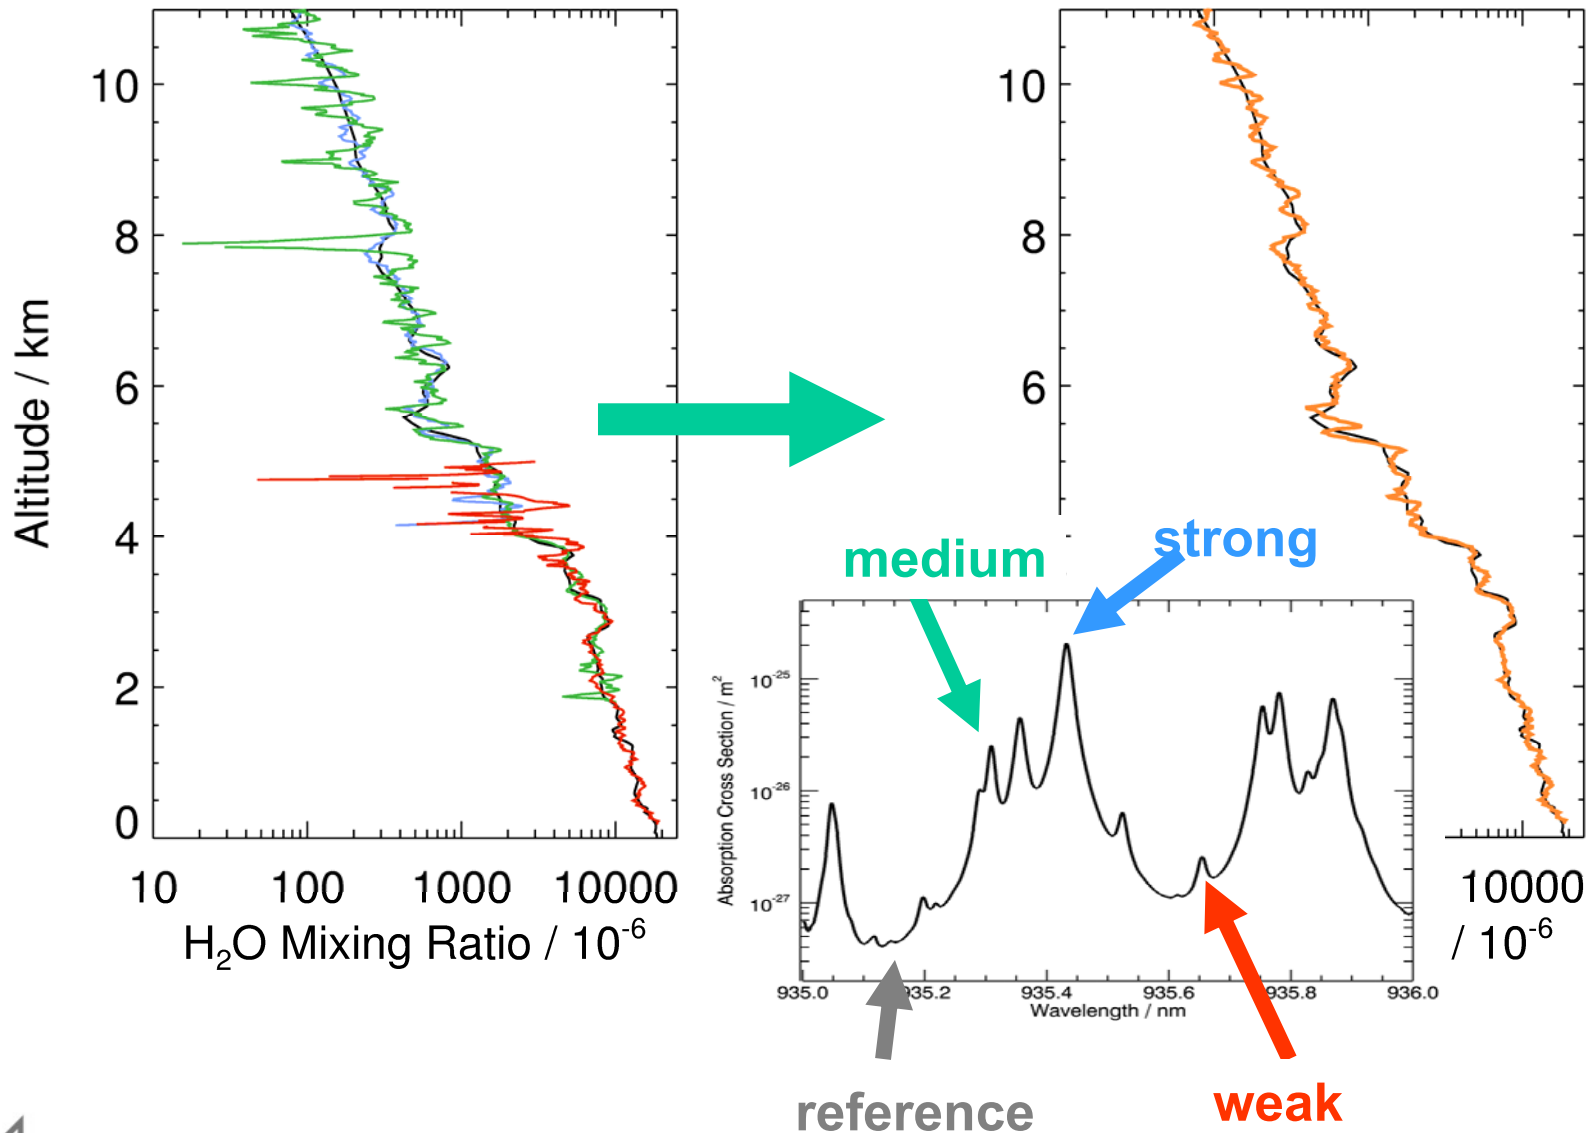 10
8
6
4
2
0
Altitude / km
10 100 1000 10000
H₂O Mixing Ratio / 10⁻⁶
10
8
6
10000
/ 10⁻⁶
medium
strong
10⁻²⁵
10⁻²⁶
10⁻²⁷
Absorption Cross Section / m²
935.0 935.2 935.4 935.6 935.8 936.0
Wavelength / nm
reference
weak